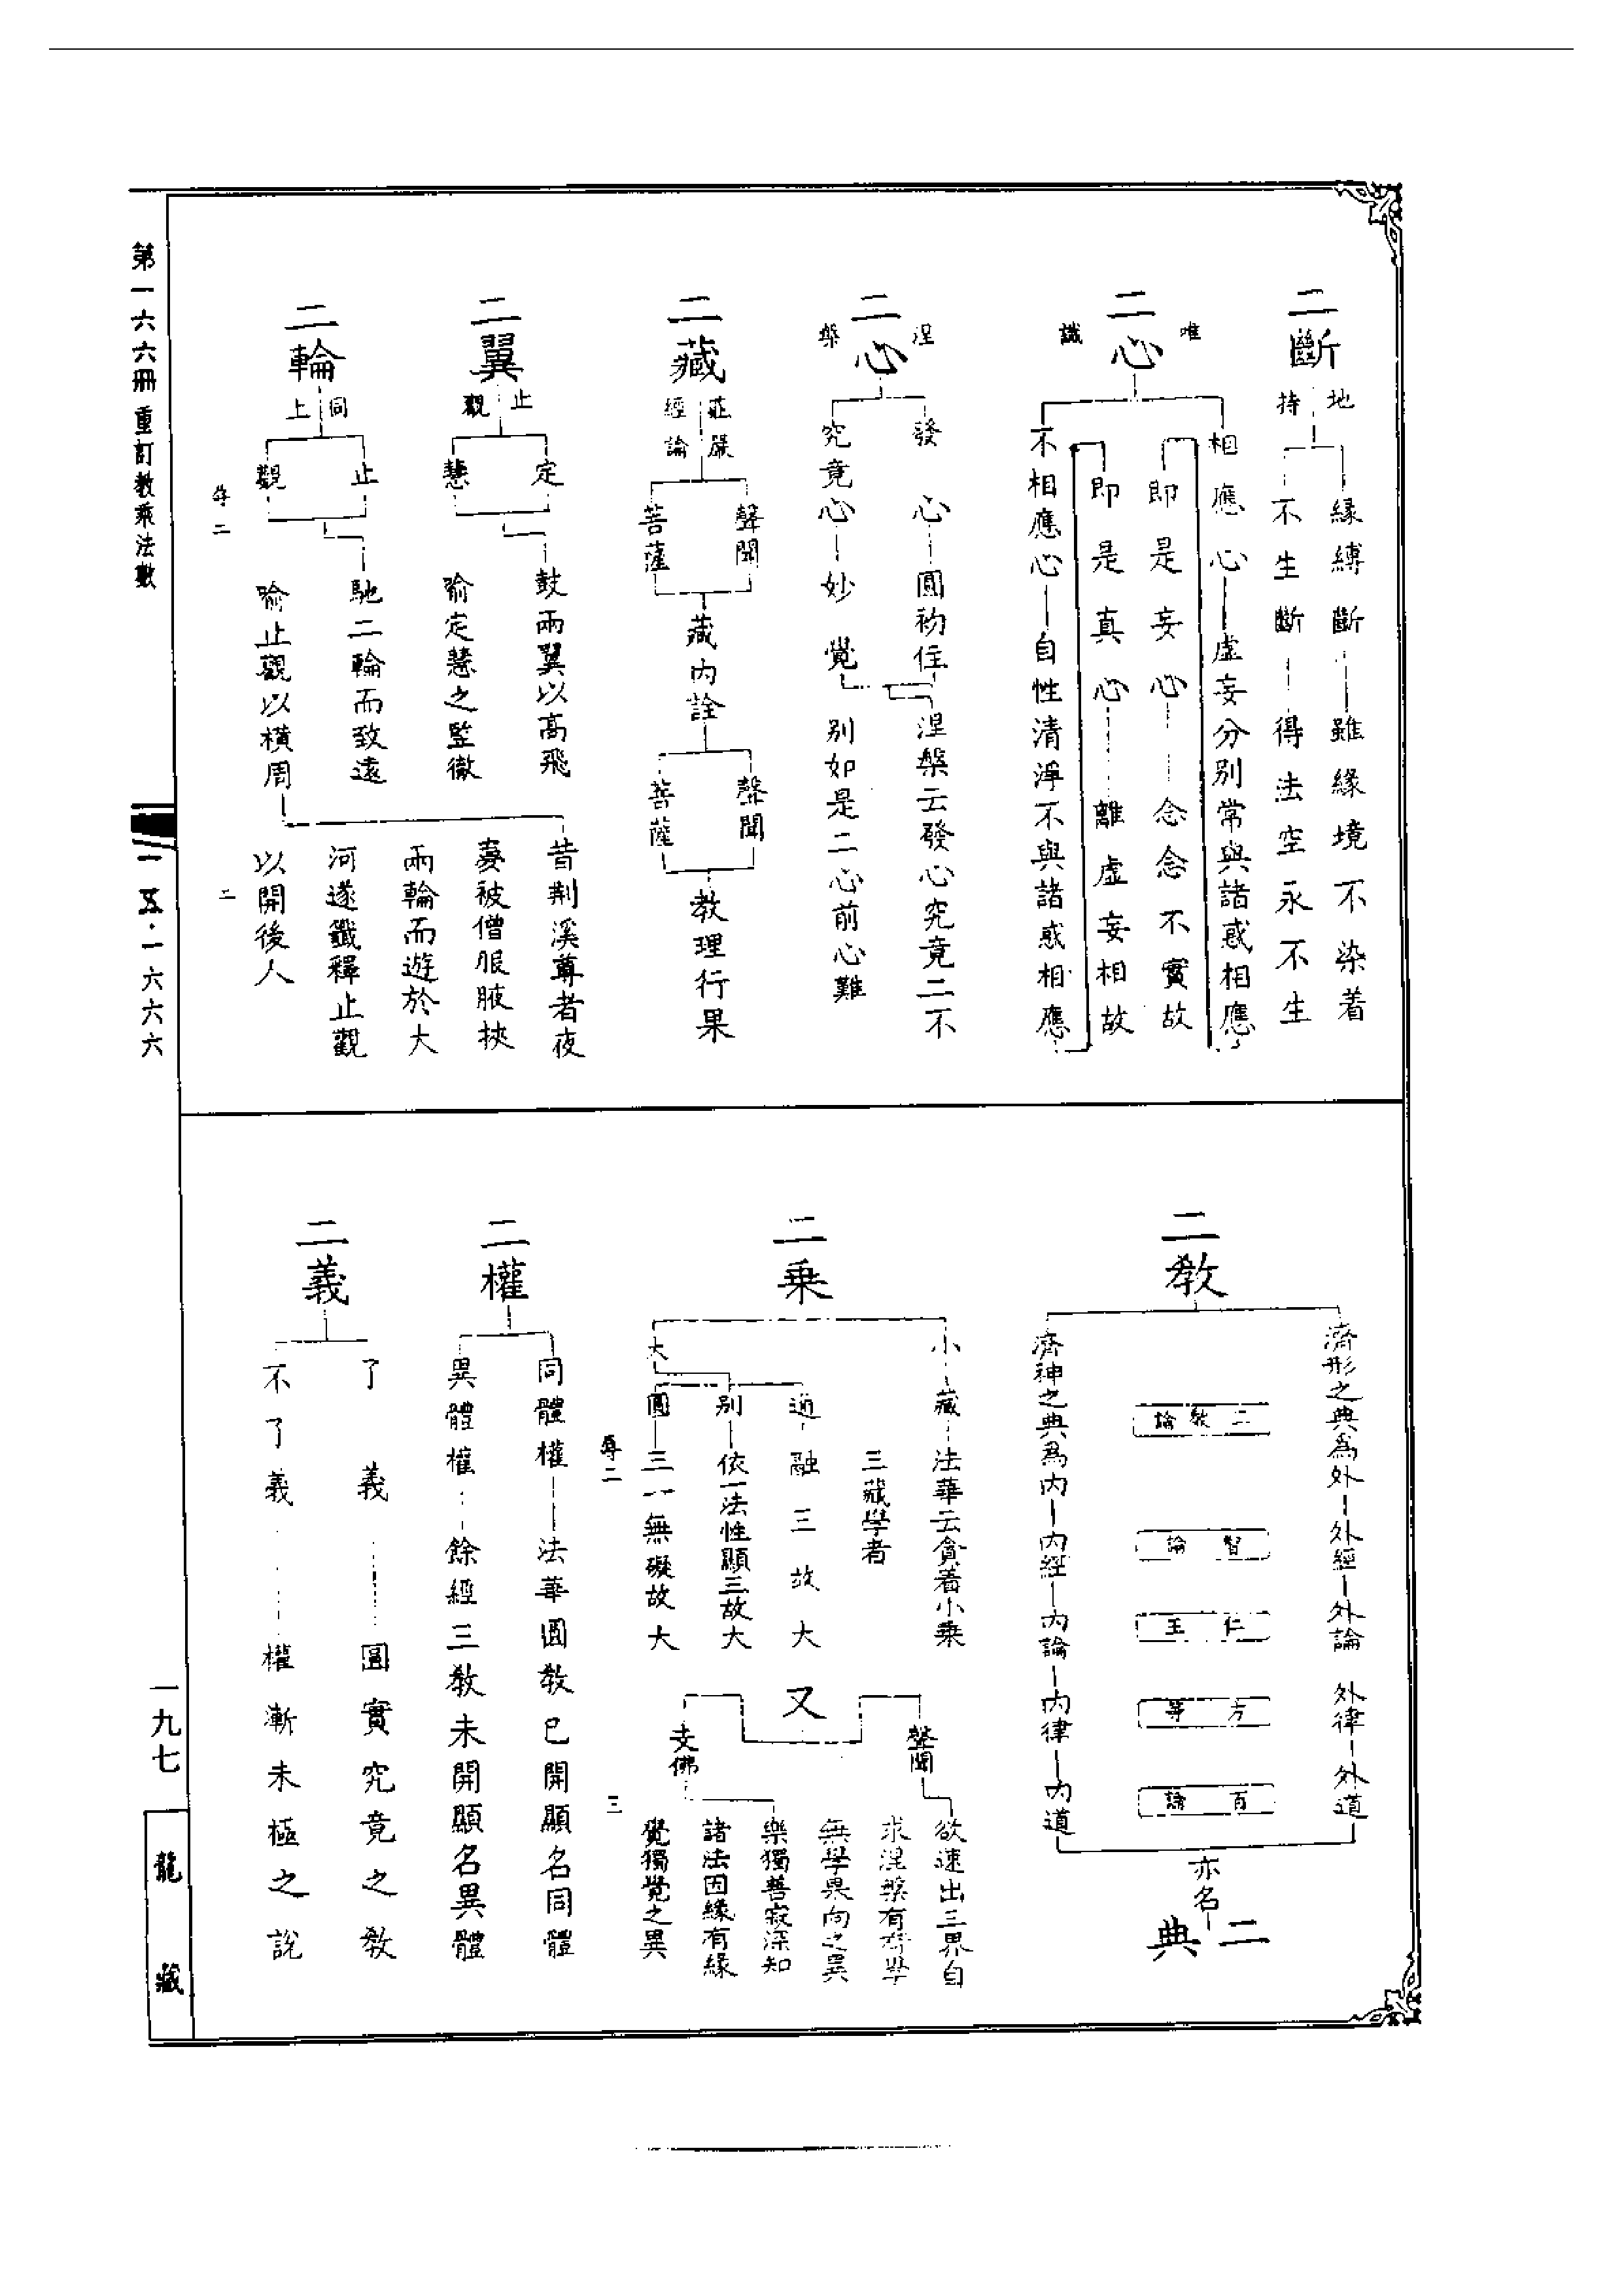 二斷
地持
緣縛斷
雖緣境不染着
不生斷
得法空永不生
二心
唯識
相應心
虛妄分別常與諸惑相應
即是妄心
念念不實故
即是真心
離虛妄相故
不相應心
自性清淨不與諸惑相應
二心
涅槃
發心
圓初住
究竟心
妙覺
涅槃云發心究竟二不
別如是二心前心難
二藏
莊嚴經論
聲聞
菩薩
藏內詮
聲聞
菩薩
教理行果
二翼
止觀
定
慧
鼓兩翼以高飛
喻定慧之豎徹
二輪
同上
止
觀
馳二輪而致遠
喻止觀以橫周
昔荆溪尊者夜
夢被僧服腋挾
兩輪而遊於大
河遂讖釋止觀
以開後人
二
二教
濟形之典為外
外經
外論
外律
外道
二教論
智論
仁王
方等
百論
濟神之典為內
內經
內論
內律
內道
亦名
二典
二乗
小
藏
法華云貪着小乗
三藏學者
大
通
融三故大
別
依一法性顯三故大
圓
三一無礙故大
又
聲聞
欲速出三界自
求涅槃有學
無學果向之異
支佛
樂獨善寂深知
諸法因緣有緣
覺獨覺之異
三
二權
同體權
法華圓教已開顯名同體
異體權
餘經三教未開顯名異體
二義
了義
圓實究竟之教
不了義
權漸未極之說
第一六六冊 重訂教乘法數
一五·一六六六
一九七
龍藏